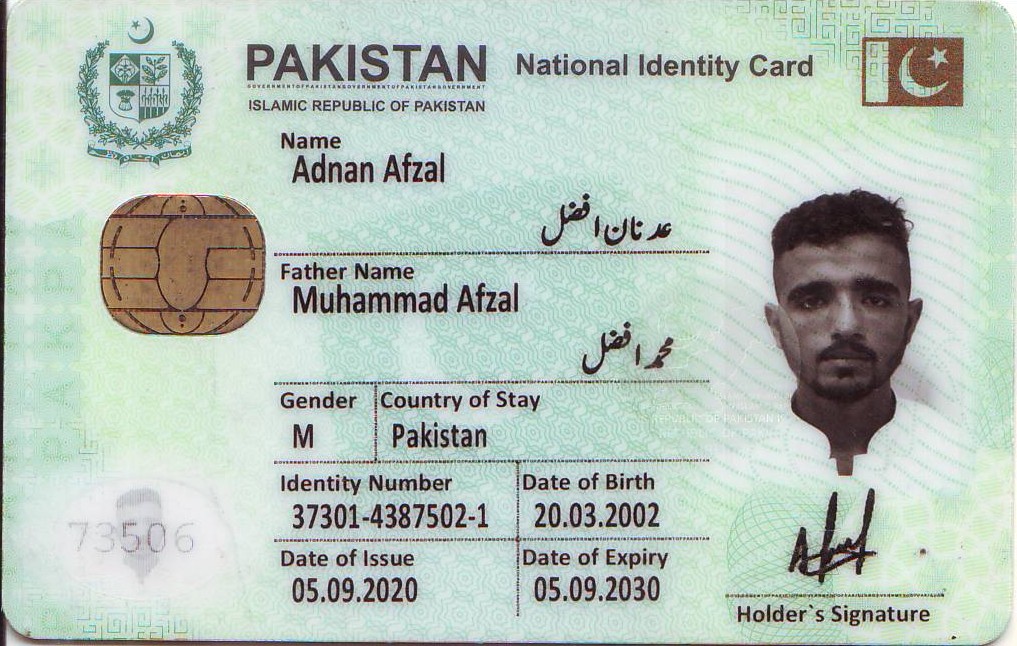 PAKISTAN National Identity Card
ISLAMIC REPUBLIC OF PAKISTAN
Name
Adnan Afzal
عدنان افضل
Father Name
Muhammad Afzal
محمد افضل
Gender Country of Stay
M Pakistan
Identity Number Date of Birth
37301-4387502-1 20.03.2002
Date of Issue Date of Expiry
05.09.2020 05.09.2030
73506
Holder`s Signature